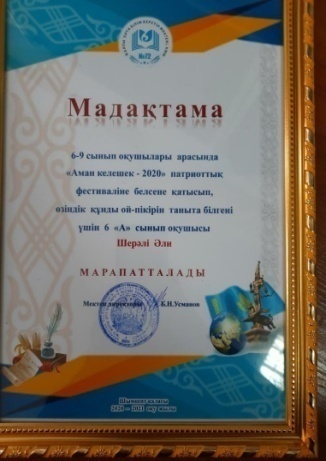 №12
Мадақтама
6-9 сынып оқушылары арасында
«Аман келешек - 2020» патриоттық
фестиваліне белсене қатысып,
өзіндік құнды ой-пікірін таныта білгені
үшін 6 «А» сынып оқушысы
Шерәлі Әли
МАРАПАТТАЛАДЫ
Мектеп директоры Б.Н.Усманов
Шымкент қаласы
2020 – 2021 оқу жылы